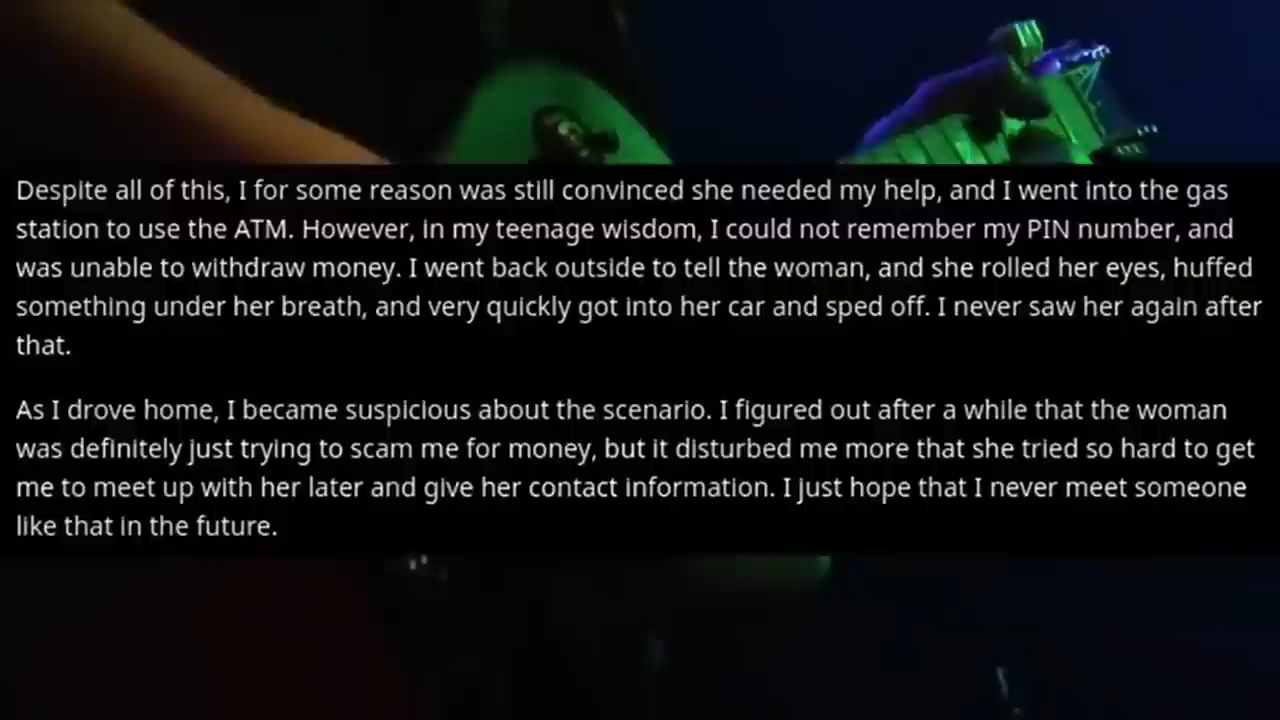 Despite all of this, I for some reason was still convinced she needed my help, and I went into the gas
station to use the ATM. However, in my teenage wisdom, I could not remember my PIN number, and
was unable to withdraw money. I went back outside to tell the woman, and she rolled her eyes, huffed
something under her breath, and very quickly got into her car and sped off. I never saw her again after
that.
As I drove home, I became suspicious about the scenario. I figured out after a while that the woman
was definitely just trying to scam me for money, but it disturbed me more that she tried so hard to get
me to meet up with her later and give her contact information. I just hope that I never meet someone
like that in the future.